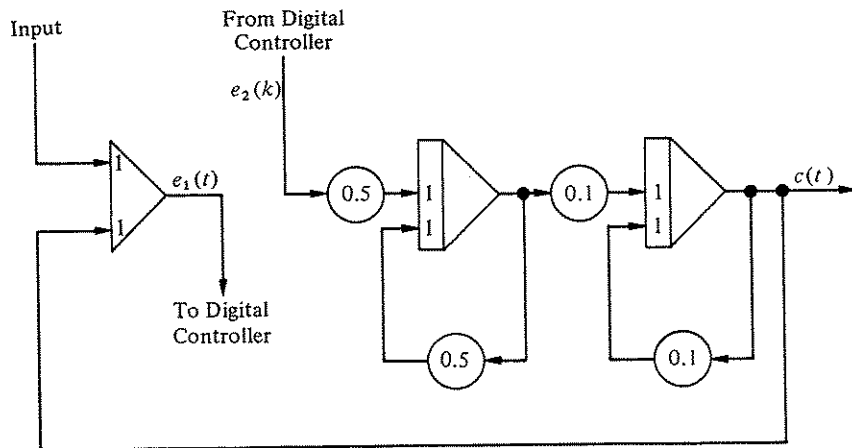 Input
From Digital
Controller
e₂(k)
1
1
e₁(t)
To Digital
Controller
0.5
1
1
0.5
0.1
1
1
0.1
c(t)